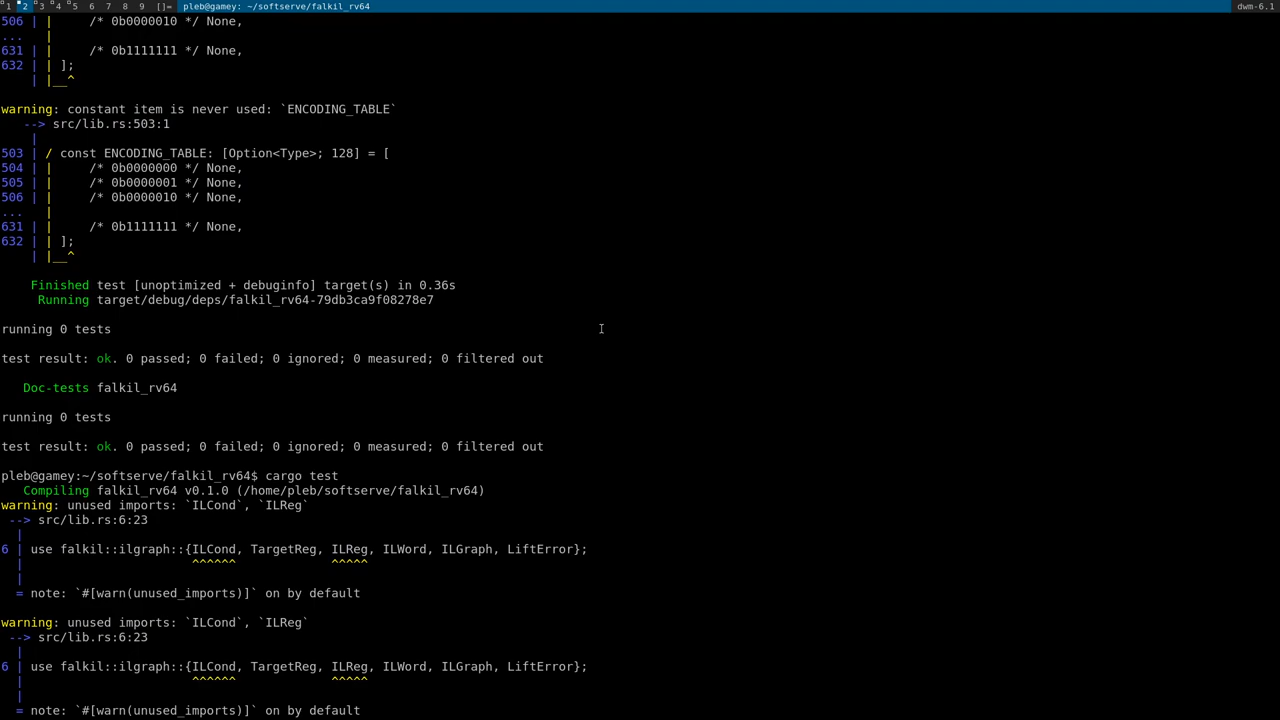 1 2 3 4 5 6 7 8 9 []= pleb@gamey: ~/softserve/falkil_rv64 dwm-6.1
506 | |     /* 0b0000010 */ None,
...   |
631 | |     /* 0b1111111 */ None,
632 | | ];
    | |__^
warning: constant item is never used: `ENCODING_TABLE`
   --> src/lib.rs:503:1
    |
503 | / const ENCODING_TABLE: [Option<Type>; 128] = [
504 | |     /* 0b0000000 */ None,
505 | |     /* 0b0000001 */ None,
506 | |     /* 0b0000010 */ None,
...   |
631 | |     /* 0b1111111 */ None,
632 | | ];
    | |__^
    Finished test [unoptimized + debuginfo] target(s) in 0.36s
     Running target/debug/deps/falkil_rv64-79db3ca9f08278e7
running 0 tests
test result: ok. 0 passed; 0 failed; 0 ignored; 0 measured; 0 filtered out
   Doc-tests falkil_rv64
running 0 tests
test result: ok. 0 passed; 0 failed; 0 ignored; 0 measured; 0 filtered out
pleb@gamey:~/softserve/falkil_rv64$ cargo test
   Compiling falkil_rv64 v0.1.0 (/home/pleb/softserve/falkil_rv64)
warning: unused imports: `ILCond`, `ILReg`
 --> src/lib.rs:6:23
  |
6 | use falkil::ilgraph::{ILCond, TargetReg, ILReg, ILWord, ILGraph, LiftError};
  |                       ^^^^^^             ^^^^^
  |
  = note: `#[warn(unused_imports)]` on by default
warning: unused imports: `ILCond`, `ILReg`
 --> src/lib.rs:6:23
  |
6 | use falkil::ilgraph::{ILCond, TargetReg, ILReg, ILWord, ILGraph, LiftError};
  |                       ^^^^^^             ^^^^^
  |
  = note: `#[warn(unused_imports)]` on by default